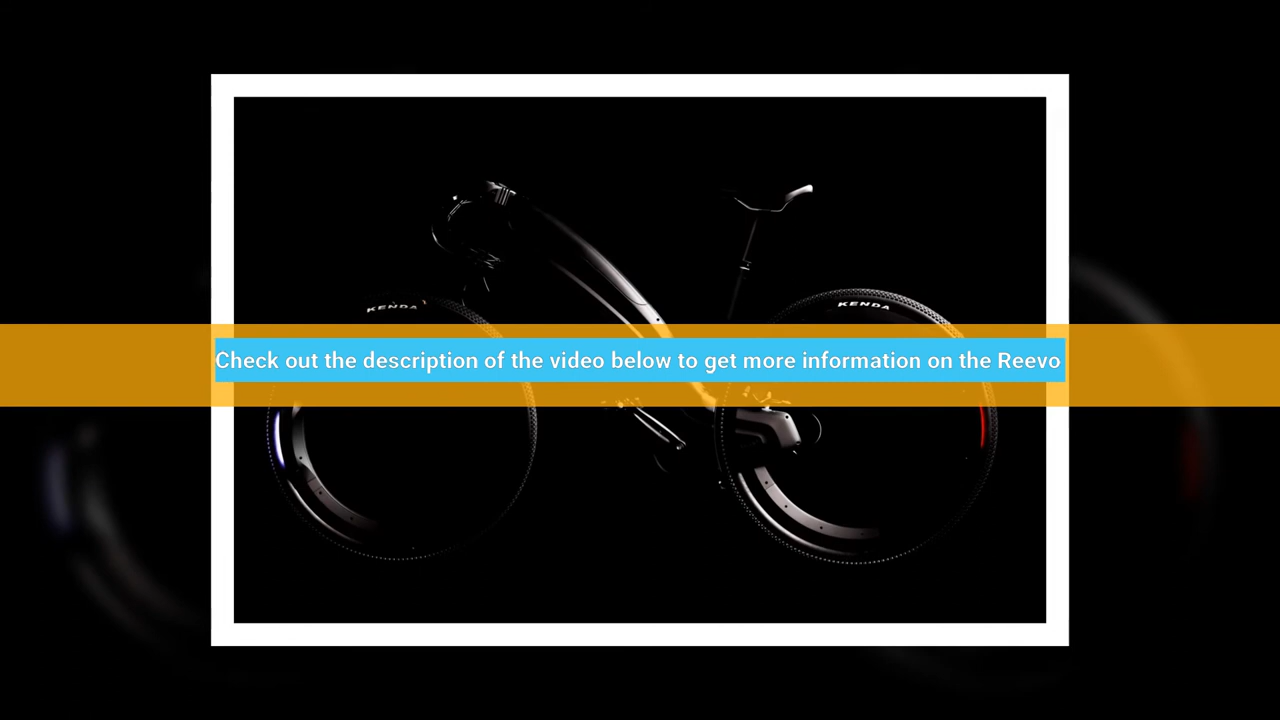 KENDA
KENDA
Check out the description of the video below to get more information on the Reevo